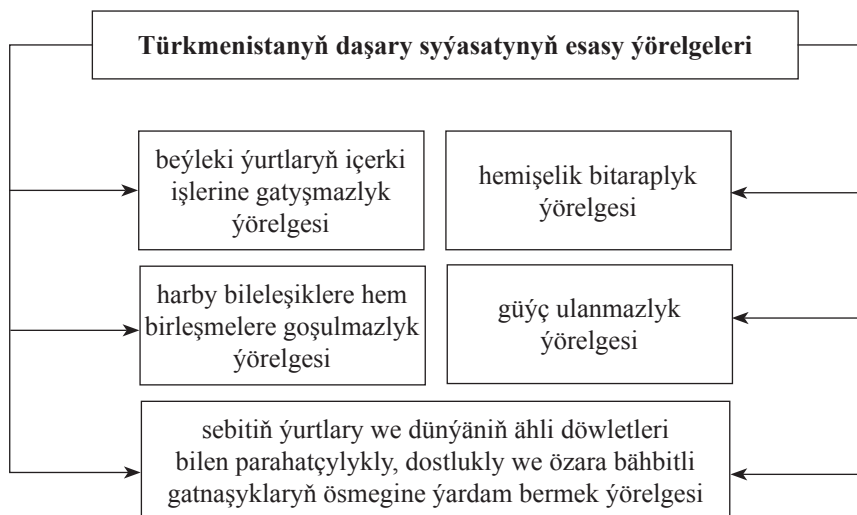 Türkmenistanyň daşary syýasatynyň esasy ýörelgeleri
beýleki ýurtlaryň içerki
işlerine gatyşmazlyk
ýörelgesi
hemişelik bitaraplyk
ýörelgesi
harby bileleşiklere hem
birleşmelere goşulmazlyk
ýörelgesi
güýç ulanmazlyk
ýörelgesi
sebitiň ýurtlary we dünýäniň ähli döwletleri
bilen parahatçylykly, dostlukly we özara bähbitli
gatnaşyklaryň ösmegine ýardam bermek ýörelgesi